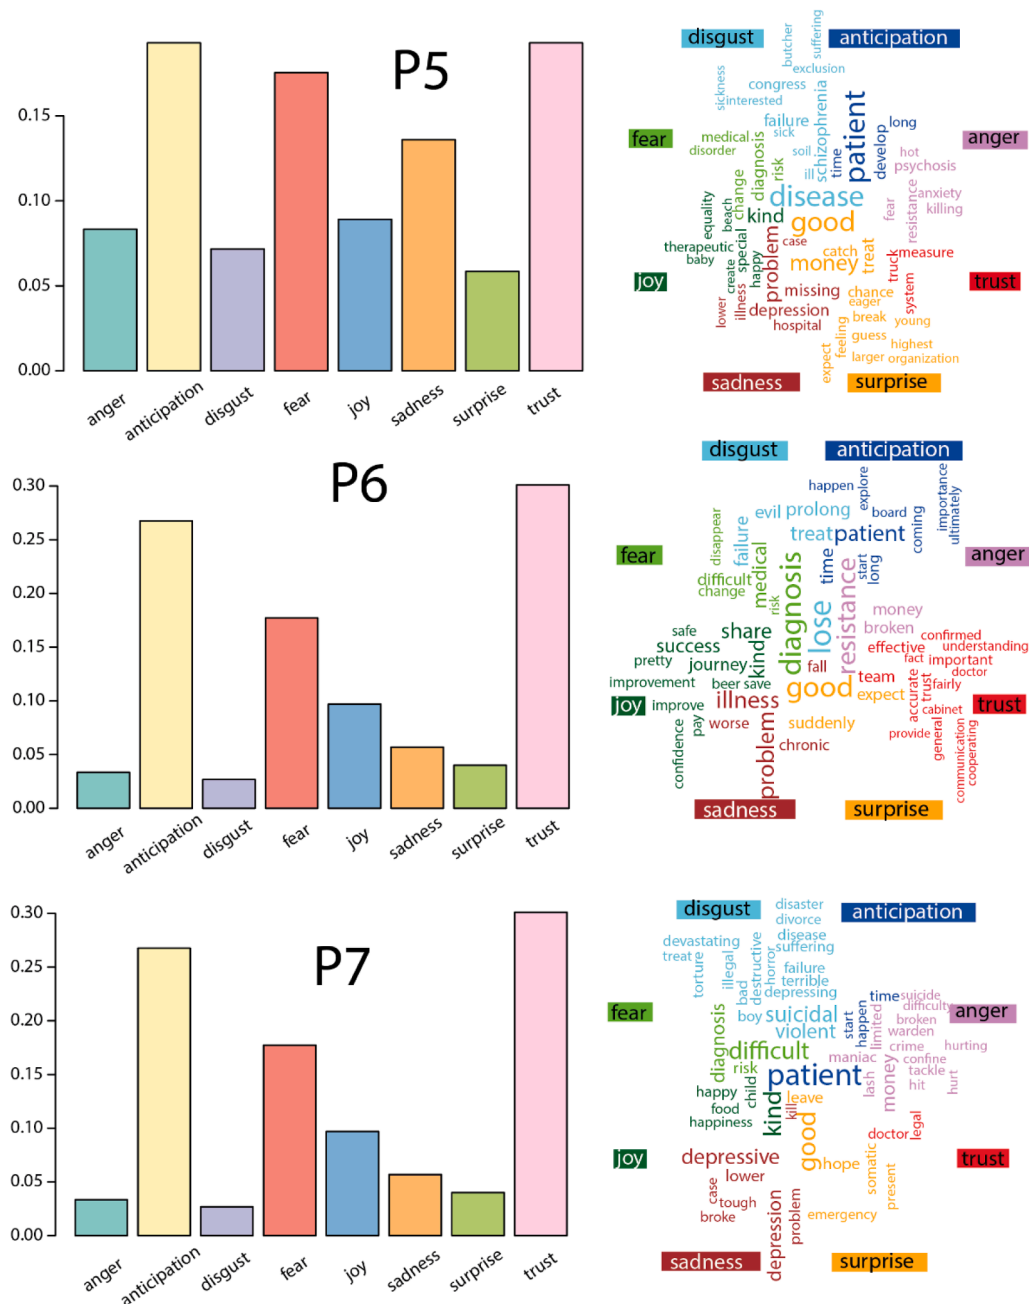 P5
0.15
0.10
0.05
0.00
anger
anticipation
disgust
fear
joy
sadness
surprise
trust
disgust
anticipation
fear
anger
joy
trust
sadness
surprise
butcher
suffering
exclusion
sickness
congress
interested
failure
sick
schizophrenia
patient
long
develop
time
medical
disorder
diagnosis
risk
soil
ill
hot
psychosis
change
disease
anxiety
killing
fear
resistance
equality
beach
kind
good
therapeutic
baby
special
problem
case
catch
treat
truck
measure
create
happy
money
system
lower
illness
missing
chance
eager
depression
hospital
break
young
guess
feeling
highest
expect
larger
organization
P6
0.30
0.25
0.20
0.15
0.10
0.05
0.00
anger
anticipation
disgust
fear
joy
sadness
surprise
trust
disgust
anticipation
fear
anger
joy
trust
sadness
surprise
happen
explore
importance
ultimately
evil
prolong
board
coming
disappear
failure
treat
patient
difficult
change
medical
risk
diagnosis
time
start
long
lose
resistance
money
broken
safe
share
success
pretty
journey
kind
fall
effective
confirmed
understanding
fact
important
doctor
improvement
beer
save
good
team
expect
accurate
trust
fairly
improve
illness
cabinet
confidence
pay
worse
problem
suddenly
chronic
provide
general
communication
cooperating
P7
0.30
0.25
0.20
0.15
0.10
0.05
0.00
anger
anticipation
disgust
fear
joy
sadness
surprise
trust
disgust
anticipation
fear
anger
joy
trust
sadness
surprise
disaster
divorce
devastating
treat
disease
suffering
torture
illegal
bad
destructive
horror
failure
terrible
depressing
boy
suicidal
violent
time
suicide
difficulty
start
happen
limited
broken
warden
diagnosis
difficult
risk
maniac
crime
hurting
confine
tackle
hit
hurt
patient
lash
money
happy
food
happiness
child
kind
kill
leave
good
doctor
legal
depressive
lower
hope
somatic
present
case
tough
broke
depression
problem
emergency